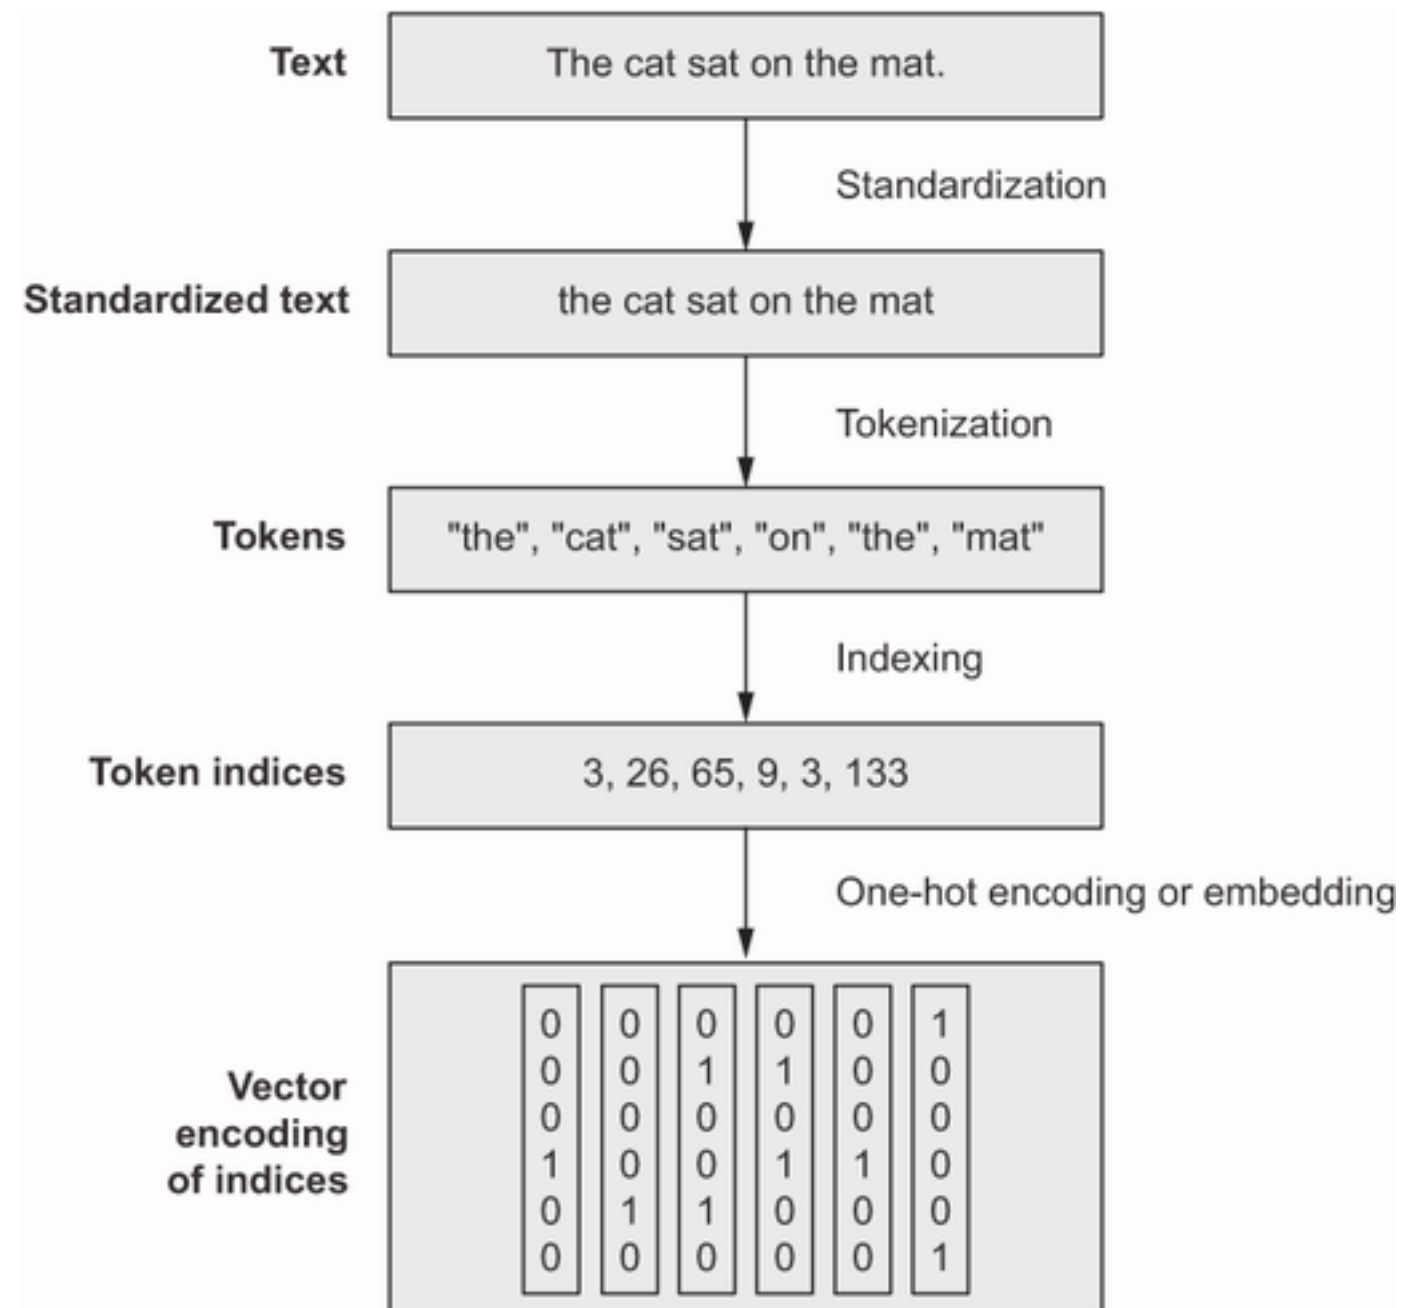 Text
The cat sat on the mat.
Standardization
Standardized text
the cat sat on the mat
Tokenization
Tokens
"the", "cat", "sat", "on", "the", "mat"
Indexing
Token indices
3, 26, 65, 9, 3, 133
One-hot encoding or embedding
Vector
encoding
of indices
0 0 0 0 0 1
0 0 1 1 0 0
0 0 0 0 0 0
1 0 0 1 1 0
0 1 1 0 0 0
0 0 0 0 0 1